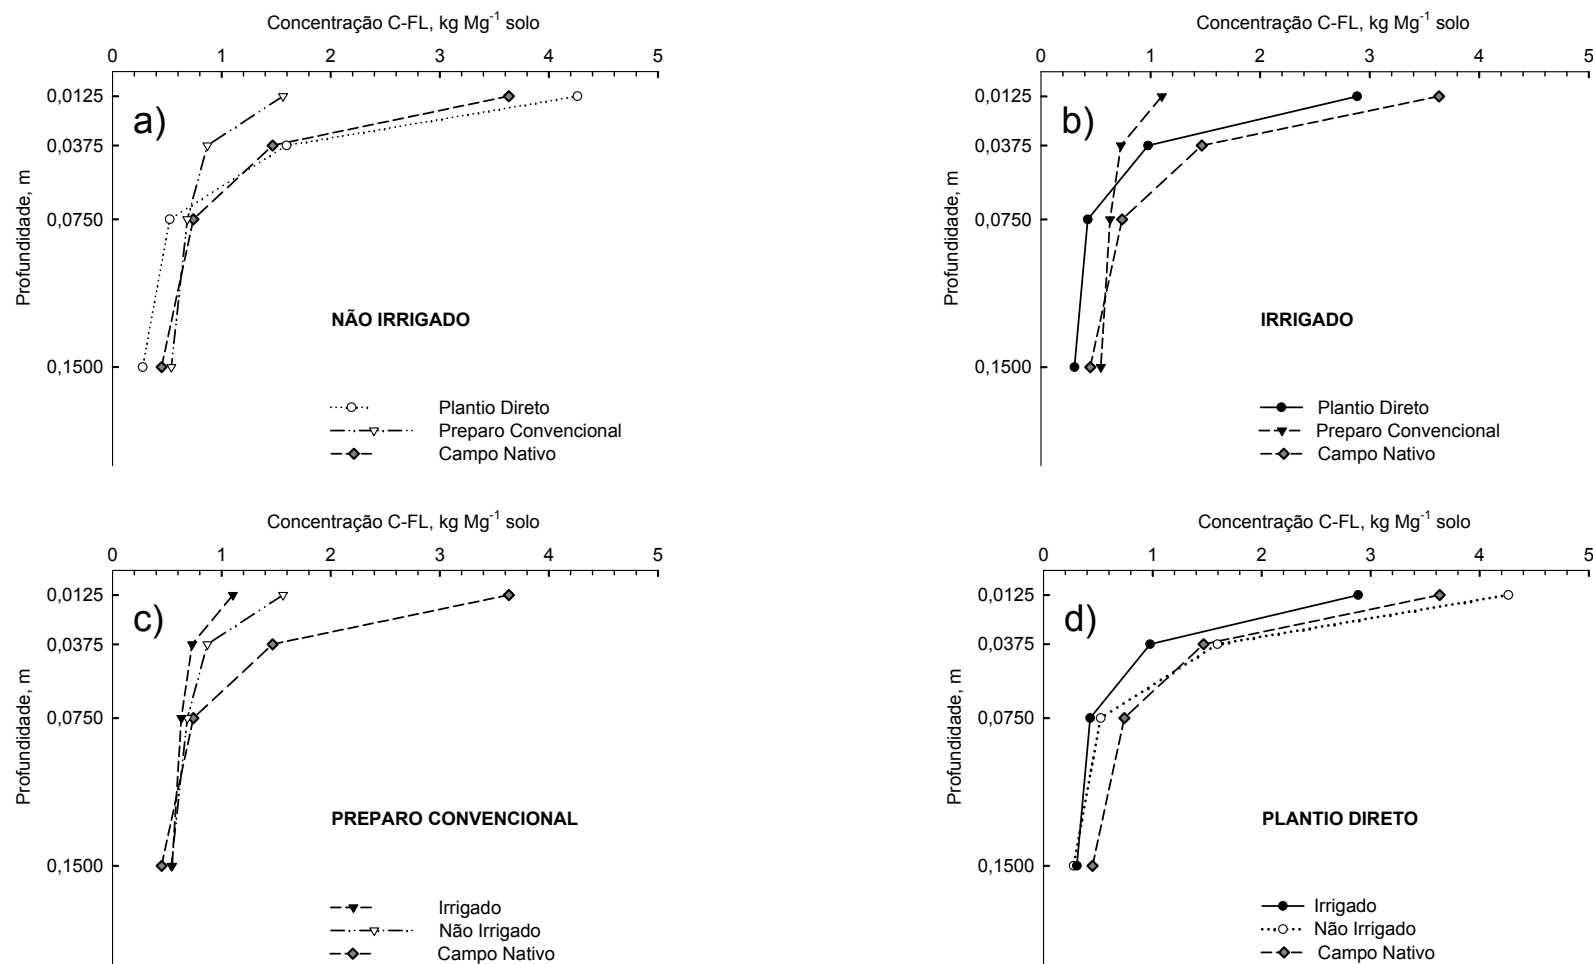 Concentração C-FL, kg Mg⁻¹ solo
0 1 2 3 4 5
0,0125
0,0375
0,0750
0,1500
Profundidade, m
a)
NÃO IRRIGADO
Plantio Direto
Preparo Convencional
Campo Nativo
Concentração C-FL, kg Mg⁻¹ solo
0 1 2 3 4 5
0,0125
0,0375
0,0750
0,1500
Profundidade, m
b)
IRRIGADO
Plantio Direto
Preparo Convencional
Campo Nativo
Concentração C-FL, kg Mg⁻¹ solo
0 1 2 3 4 5
0,0125
0,0375
0,0750
0,1500
Profundidade, m
c)
PREPARO CONVENCIONAL
Irrigado
Não Irrigado
Campo Nativo
Concentração C-FL, kg Mg⁻¹ solo
0 1 2 3 4 5
0,0125
0,0375
0,0750
0,1500
Profundidade, m
d)
PLANTIO DIRETO
Irrigado
Não Irrigado
Campo Nativo